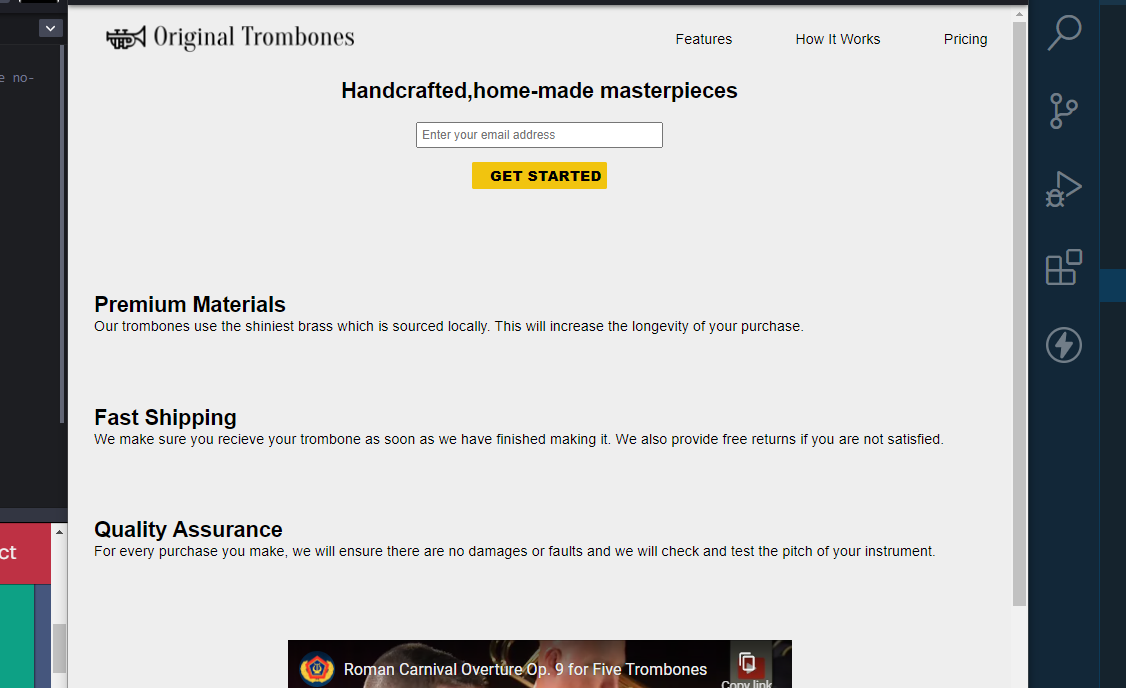 e no-
Original Trombones
Features How It Works Pricing
Handcrafted,home-made masterpieces
Enter your email address
GET STARTED
Premium Materials
Our trombones use the shiniest brass which is sourced locally. This will increase the longevity of your purchase.
Fast Shipping
We make sure you recieve your trombone as soon as we have finished making it. We also provide free returns if you are not satisfied.
Quality Assurance
For every purchase you make, we will ensure there are no damages or faults and we will check and test the pitch of your instrument.
ct
Roman Carnival Overture Op. 9 for Five Trombones
Copy link